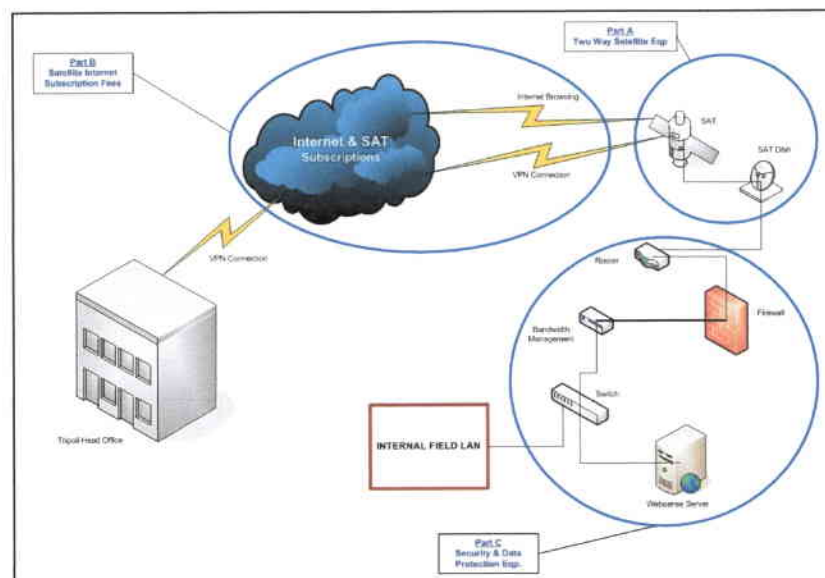 Part A
Two Way Satellite Eqp
Part B
Satellite Internet
Subscription Fees
Internet Browsing
Internet & SAT
Subscriptions
SAT
SAT Dish
VPN Connection
VPN Connection
Router
Firewall
Bandwidth
Management
Switch
INTERNAL FIELD LAN
Tripoli Head Office
Websense Server
Part C
Security & Data
Protection Eqp.